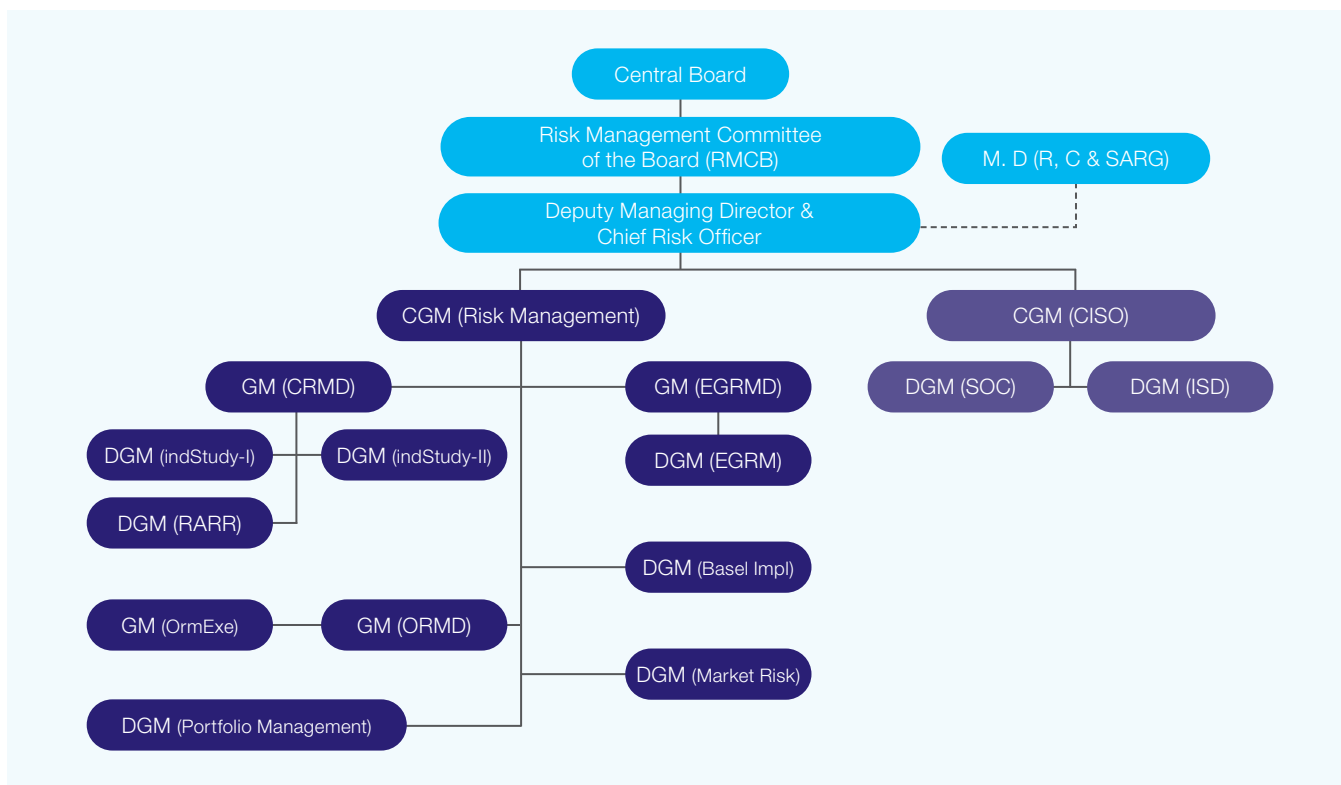 Central Board
Risk Management Committee
of the Board (RMCB)
M. D (R, C & SARG)
Deputy Managing Director &
Chief Risk Officer
CGM (Risk Management)
CGM (CISO)
GM (CRMD)
GM (EGRMD)
DGM (SOC)
DGM (ISD)
DGM (indStudy-I)
DGM (indStudy-II)
DGM (EGRM)
DGM (RARR)
DGM (Basel Impl)
GM (OrmExe)
GM (ORMD)
DGM (Market Risk)
DGM (Portfolio Management)